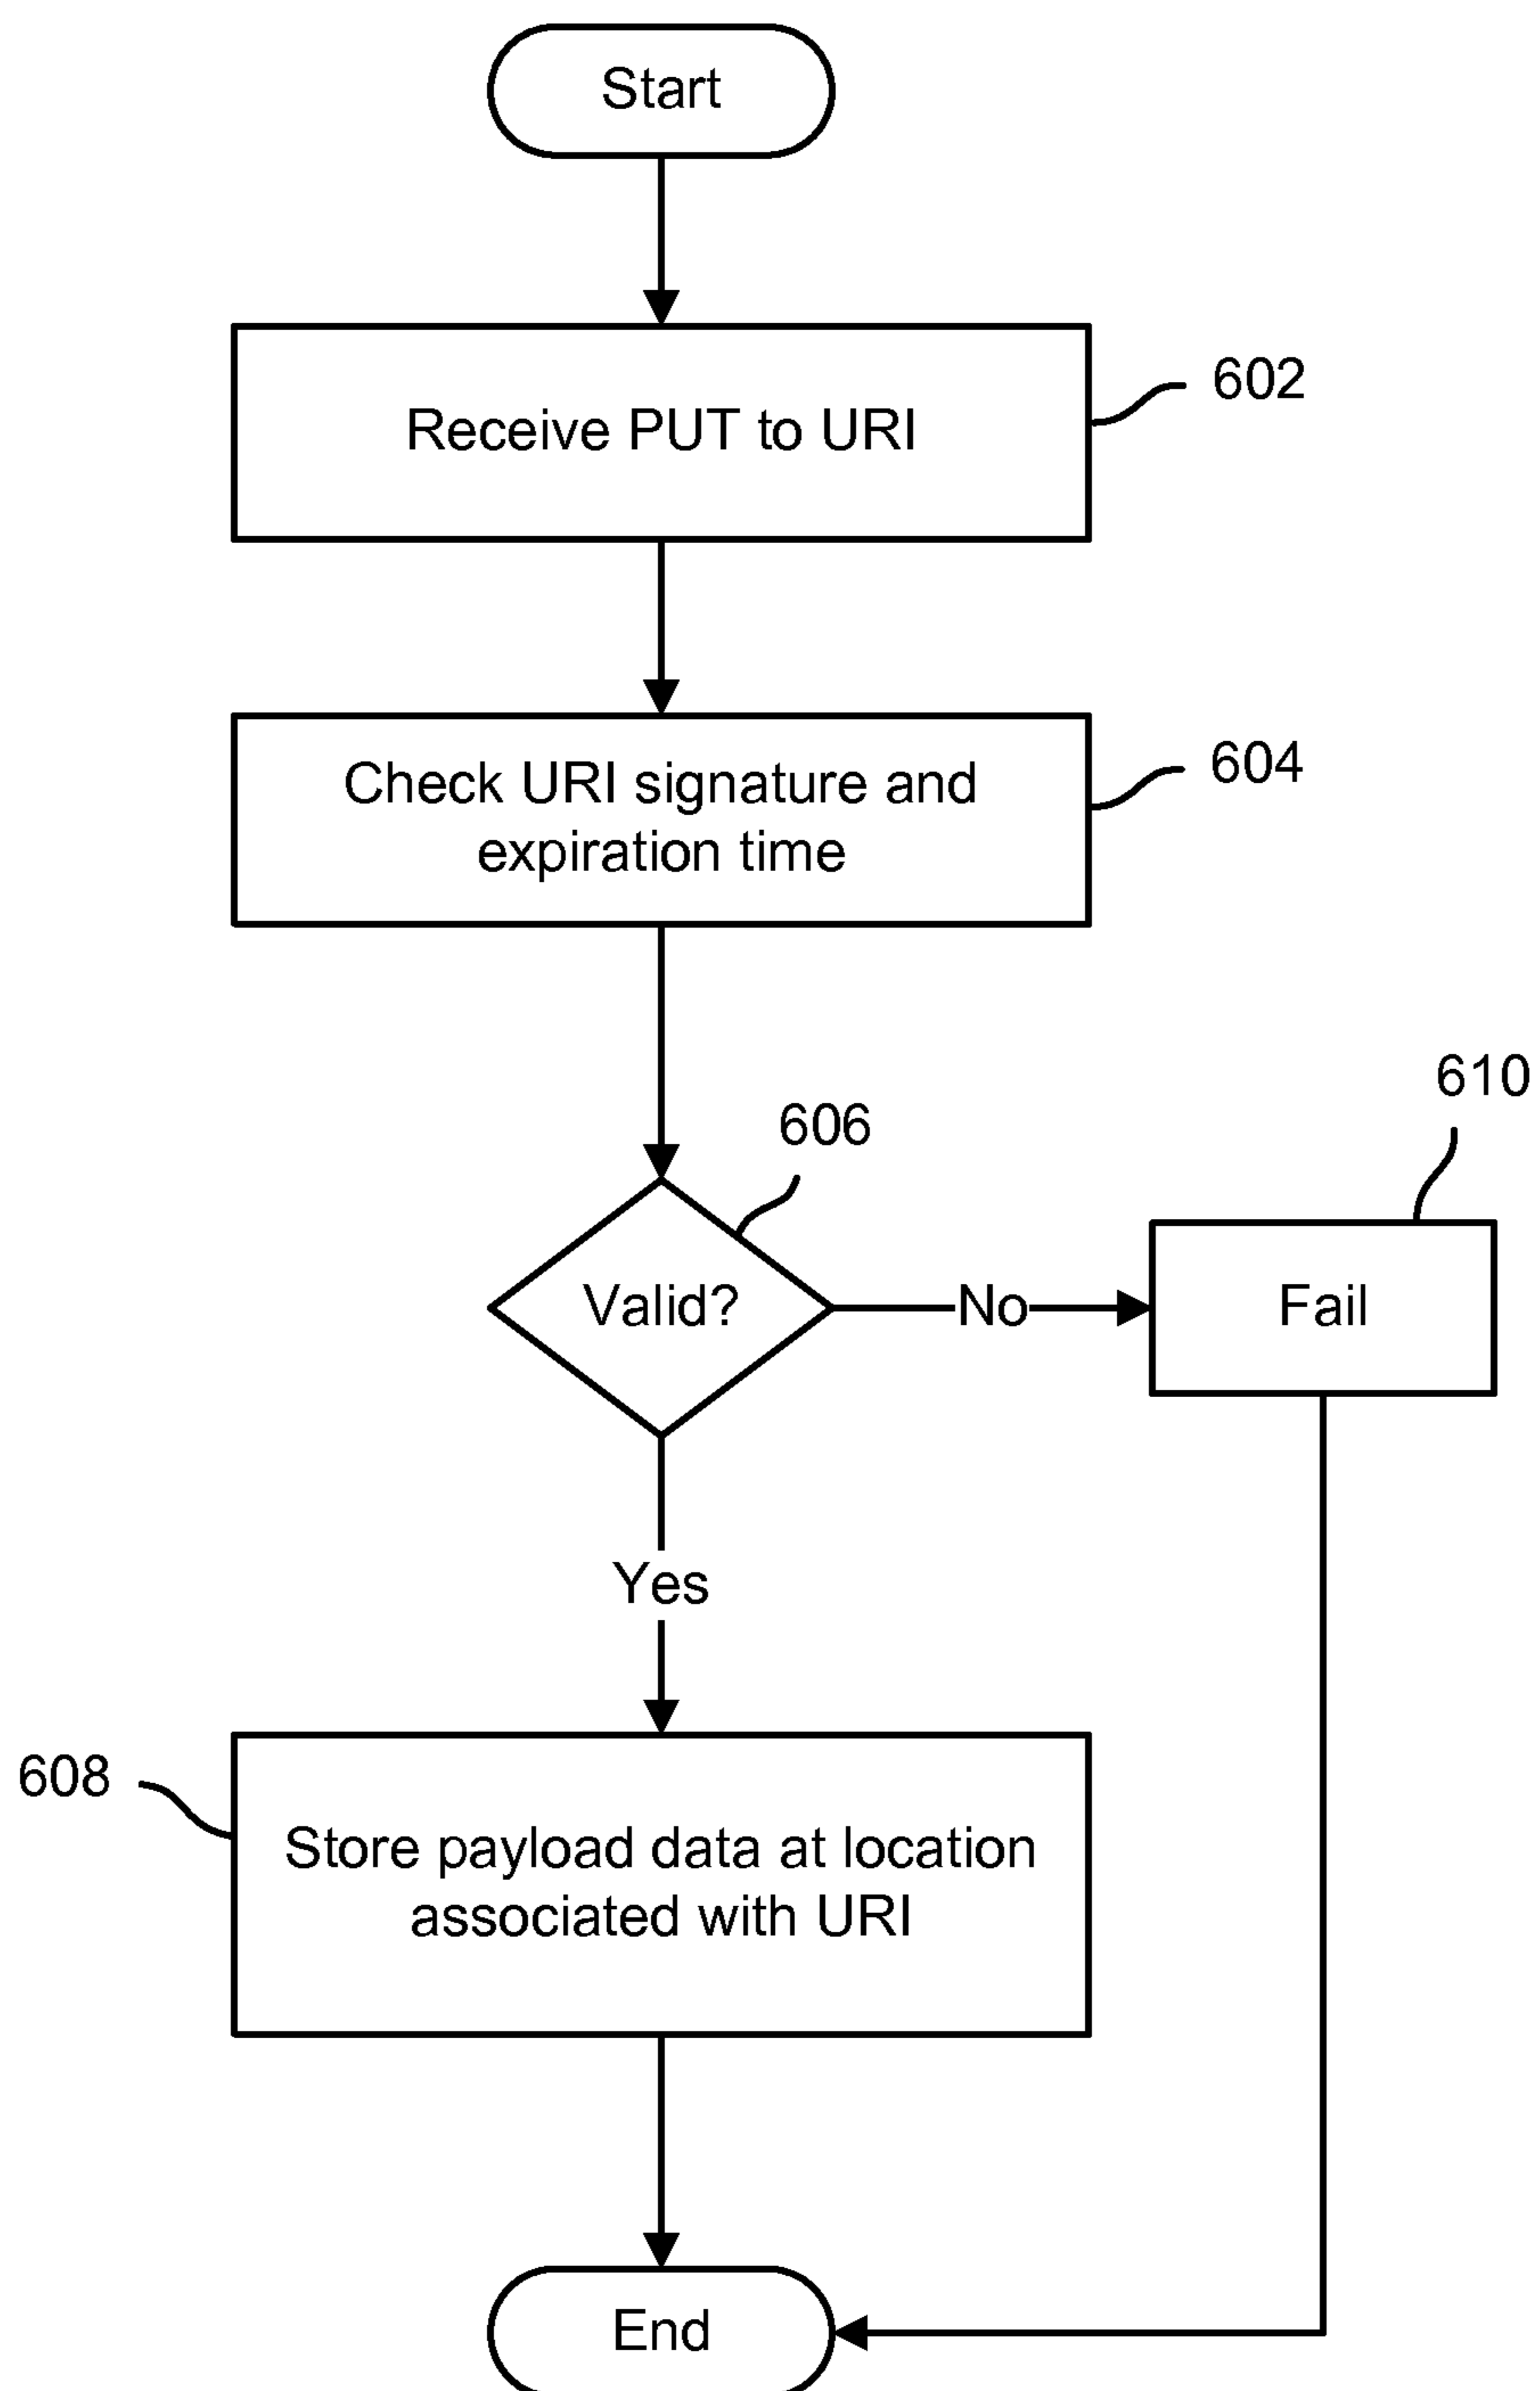 Start
Receive PUT to URI
602
Check URI signature and
expiration time
604
606
610
Valid?
No
Fail
Yes
608
Store payload data at location
associated with URI
End